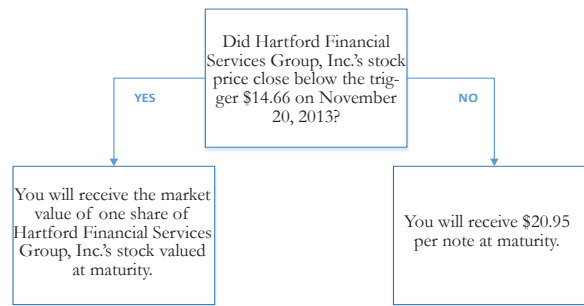 Did Hartford Financial
Services Group, Inc.'s stock
price close below the trig-
ger $14.66 on November
20, 2013?
YES
NO
You will receive the market
value of one share of
Hartford Financial Services
Group, Inc.'s stock valued
at maturity.
You will receive $20.95
per note at maturity.